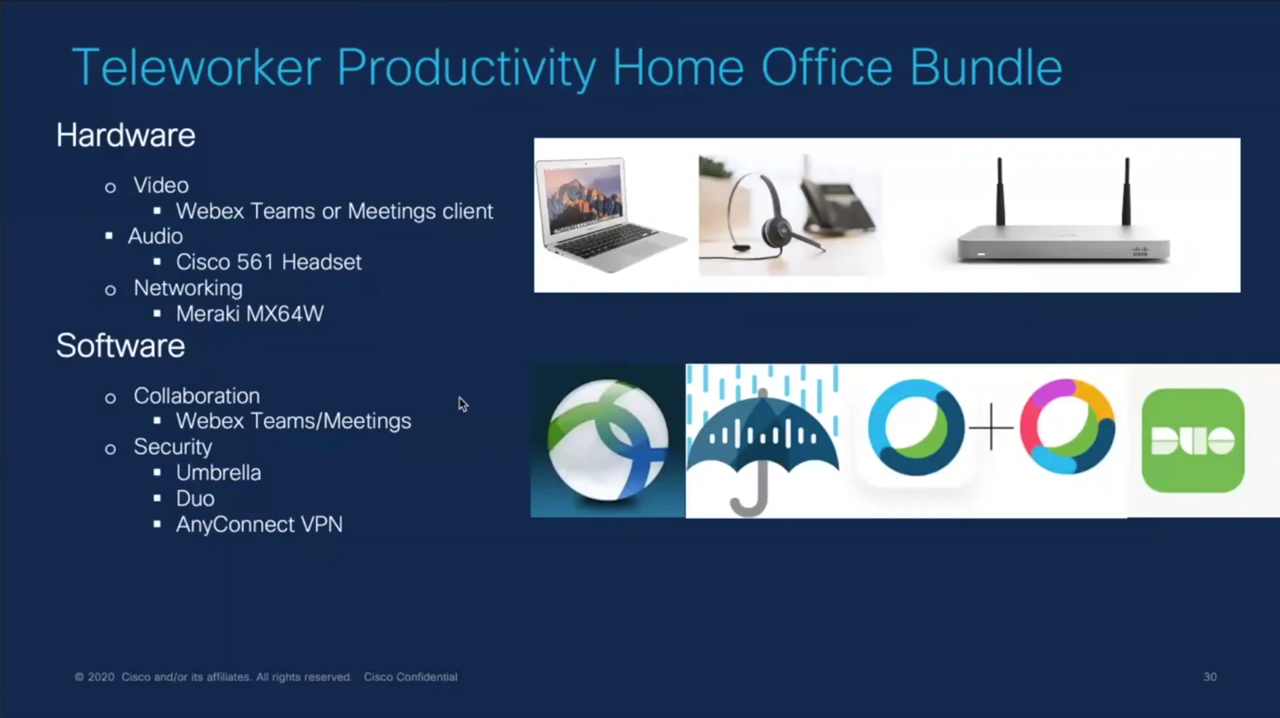 Teleworker Productivity Home Office Bundle
Hardware
Video
Webex Teams or Meetings client
Audio
Cisco 561 Headset
Networking
Meraki MX64W
Software
Collaboration
Webex Teams/Meetings
Security
Umbrella
Duo
AnyConnect VPN
DUO
© 2020 Cisco and/or its affiliates. All rights reserved. Cisco Confidential
30